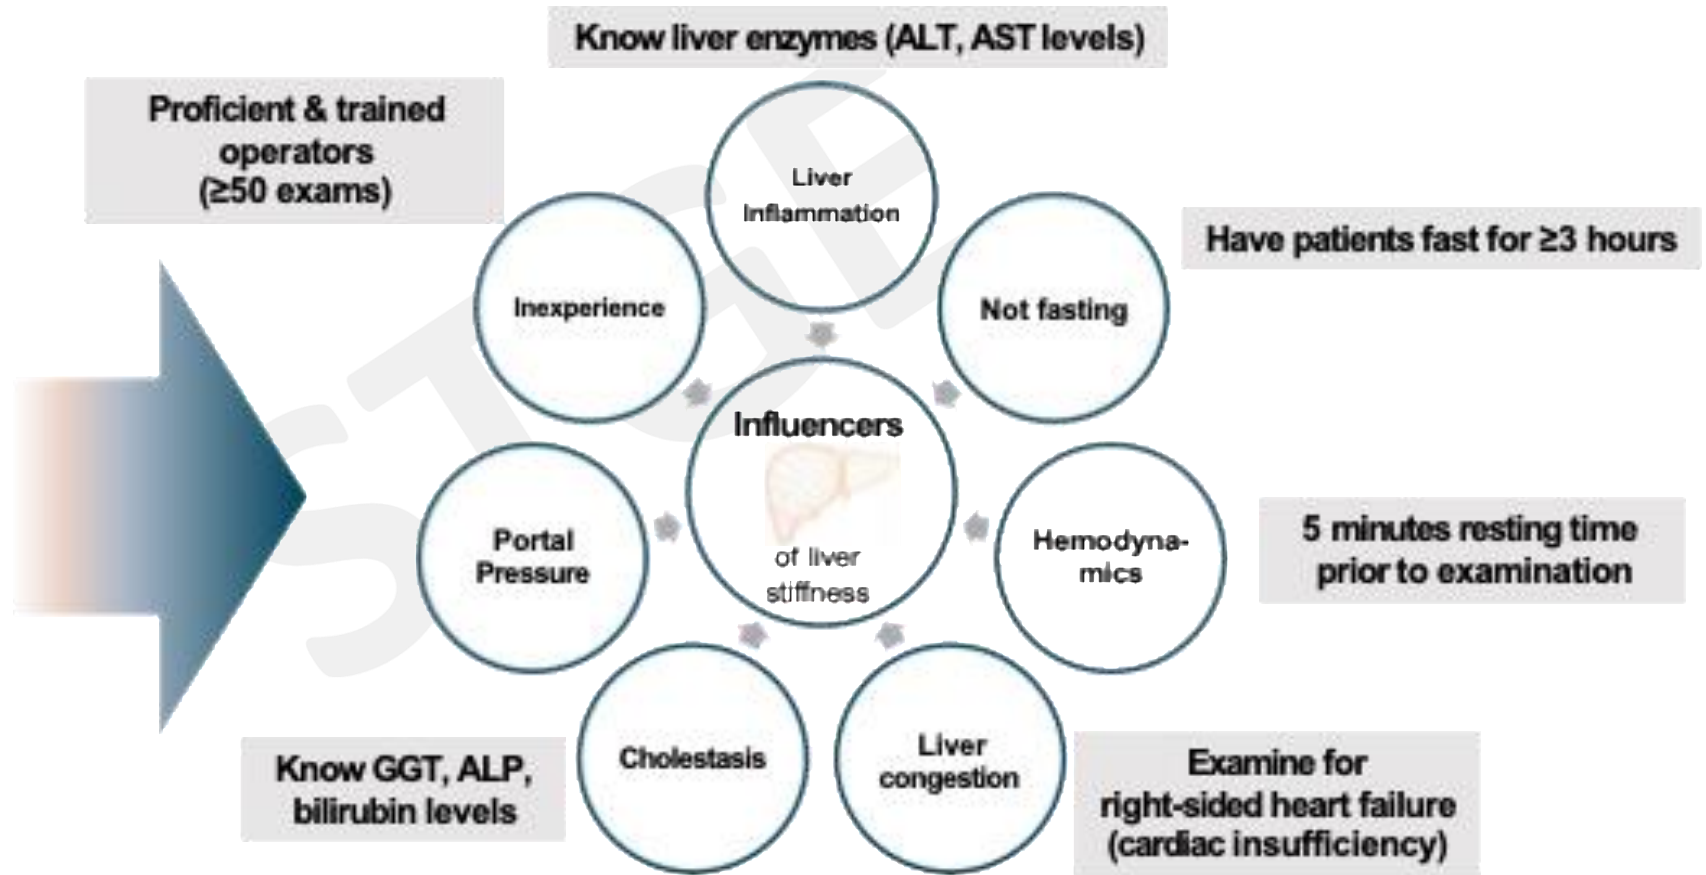 Know liver enzymes (ALT, AST levels)
Proficient & trained
operators
(≥50 exams)
Liver
Inflammation
Have patients fast for ≥3 hours
Inexperience
Not fasting
Influencers
of liver
stiffness
Portal
Pressure
Hemodyna-
mics
5 minutes resting time
prior to examination
Cholestasis
Liver
congestion
Know GGT, ALP,
bilirubin levels
Examine for
right-sided heart failure
(cardiac insufficiency)
STGE